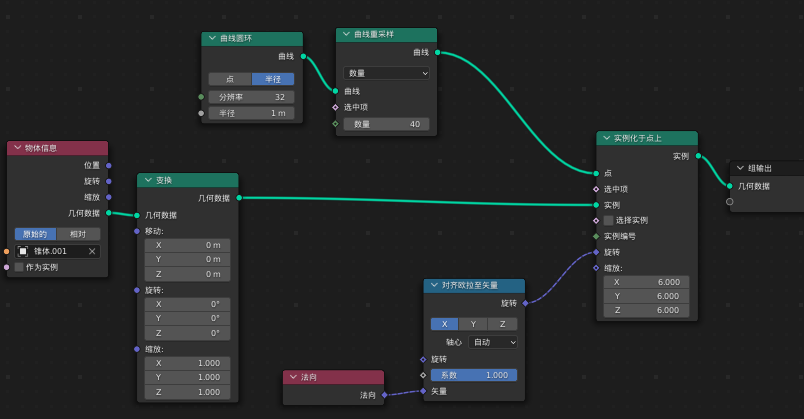 曲线圆环
曲线
点 半径
分辨率 32
半径 1 m
曲线重采样
曲线
数量
曲线
选中项
数量 40
物体信息
位置
旋转
缩放
几何数据
原始的 相对
锥体.001
作为实例
变换
几何数据
几何数据
移动:
X 0 m
Y 0 m
Z 0 m
旋转:
X 0°
Y 0°
Z 0°
缩放:
X 1.000
Y 1.000
Z 1.000
法向
法向
对齐欧拉至矢量
旋转
X Y Z
轴心 自动
旋转
系数 1.000
矢量
实例化于点上
实例
点
选中项
实例
选择实例
实例编号
旋转
缩放:
X 6.000
Y 6.000
Z 6.000
组输出
几何数据